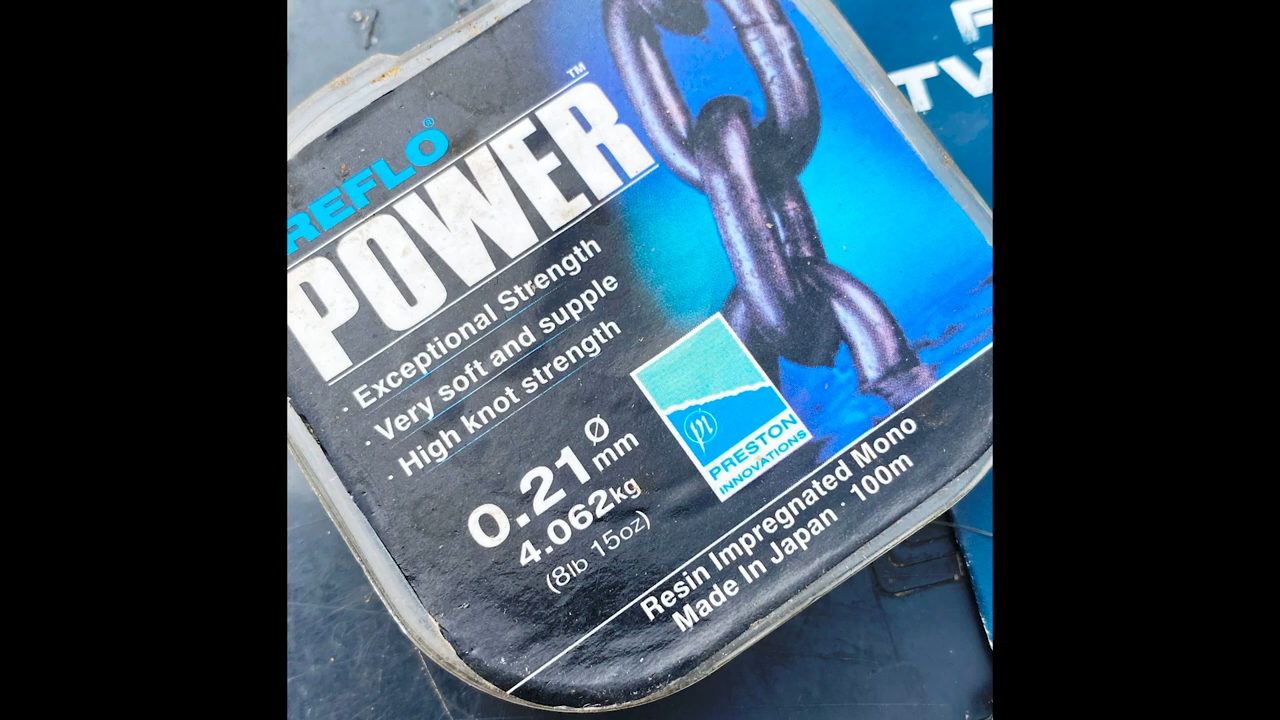 REFLO®
POWER™
· Exceptional Strength
· Very soft and supple
· High knot strength
0.21 Ø mm
4.062kg
(8lb 15oz)
PRESTON
INNOVATIONS
Resin Impregnated Mono
Made In Japan · 100m